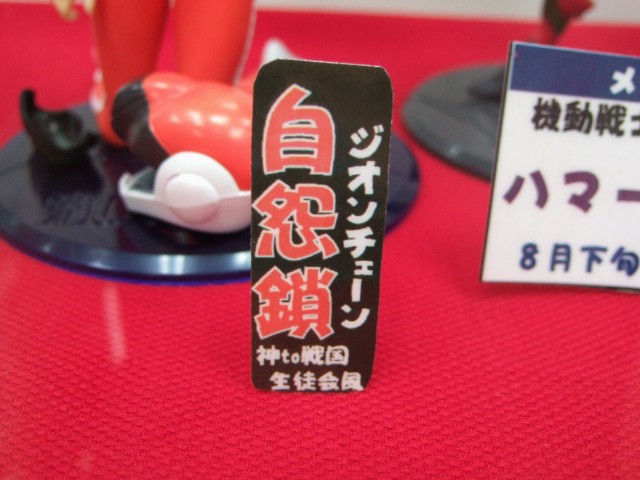 自怨鎖
ジオンチェーン
神to戦国
生徒会風
メ
機動戦士
ハマー
8月下旬